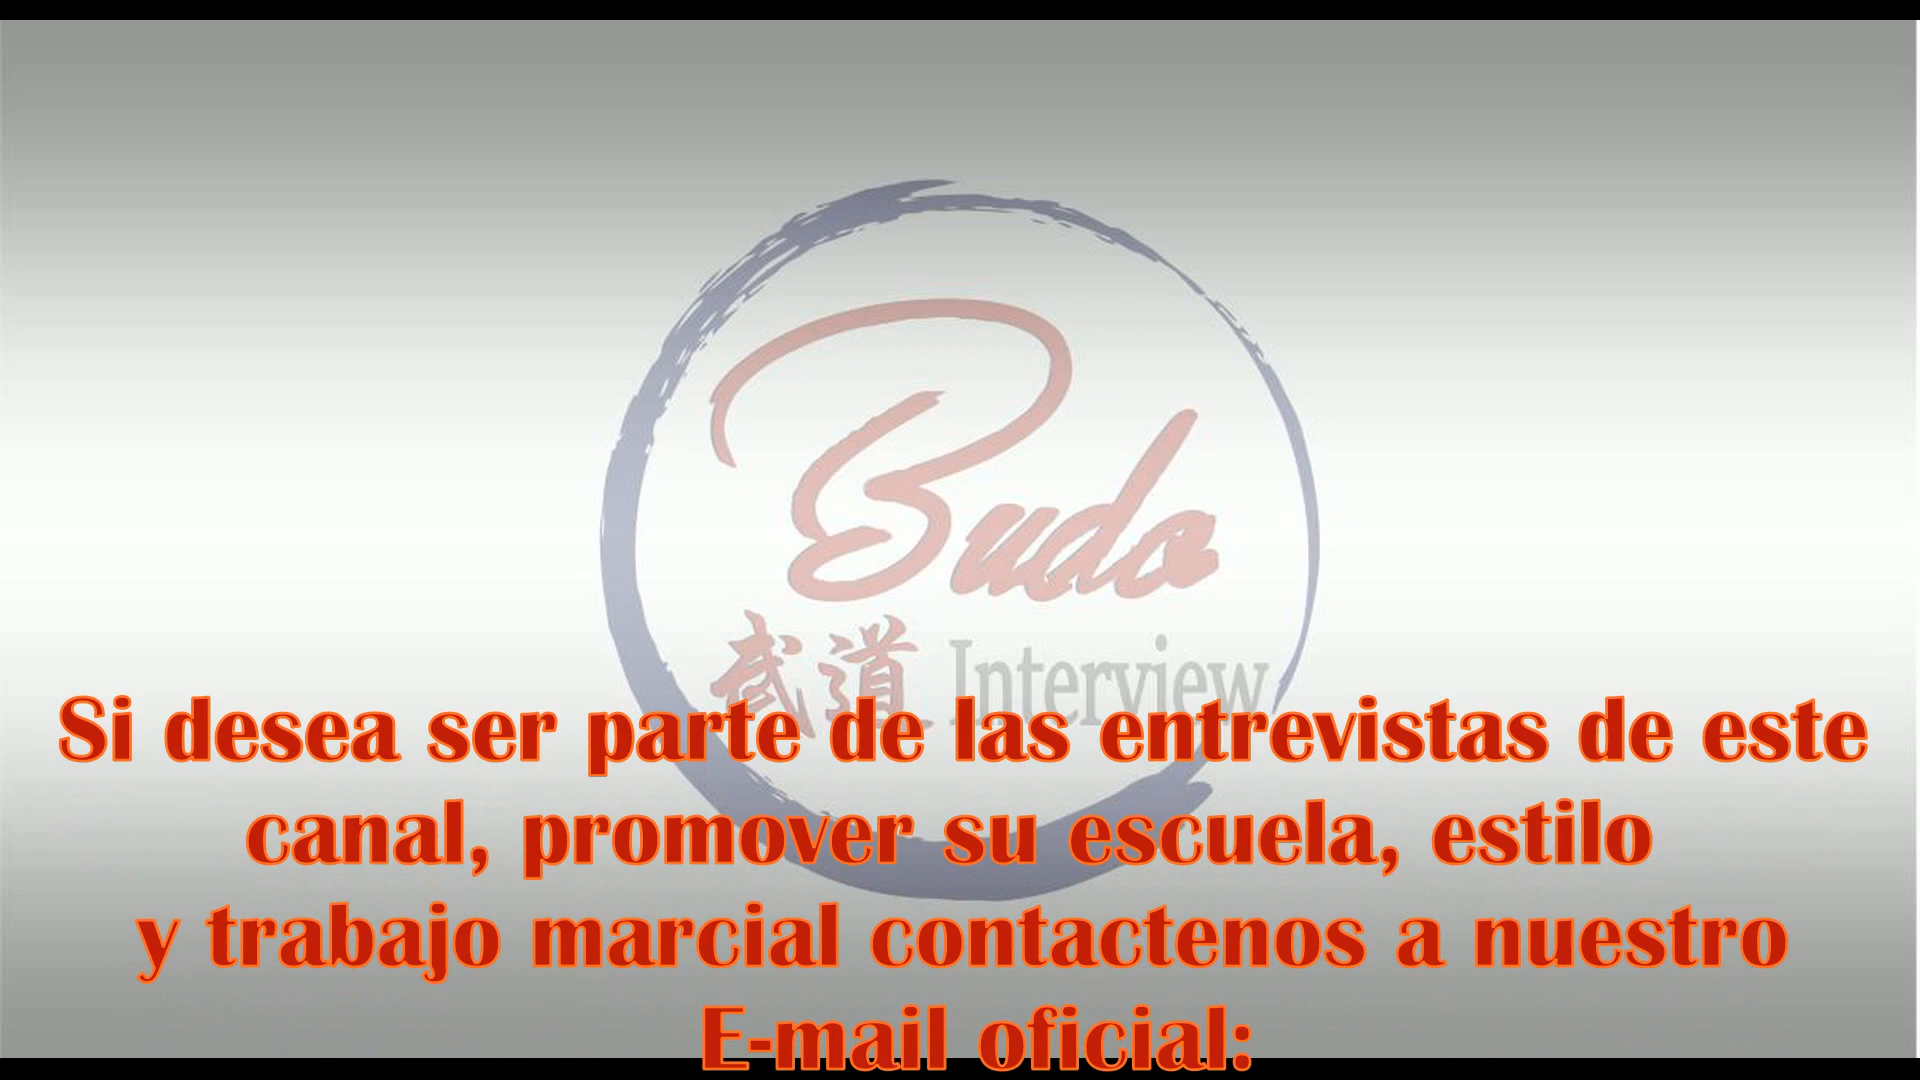 Budo
武道 Interview
Si desea ser parte de las entrevistas de este
canal, promover su escuela, estilo
y trabajo marcial contactenos a nuestro
E-mail oficial: